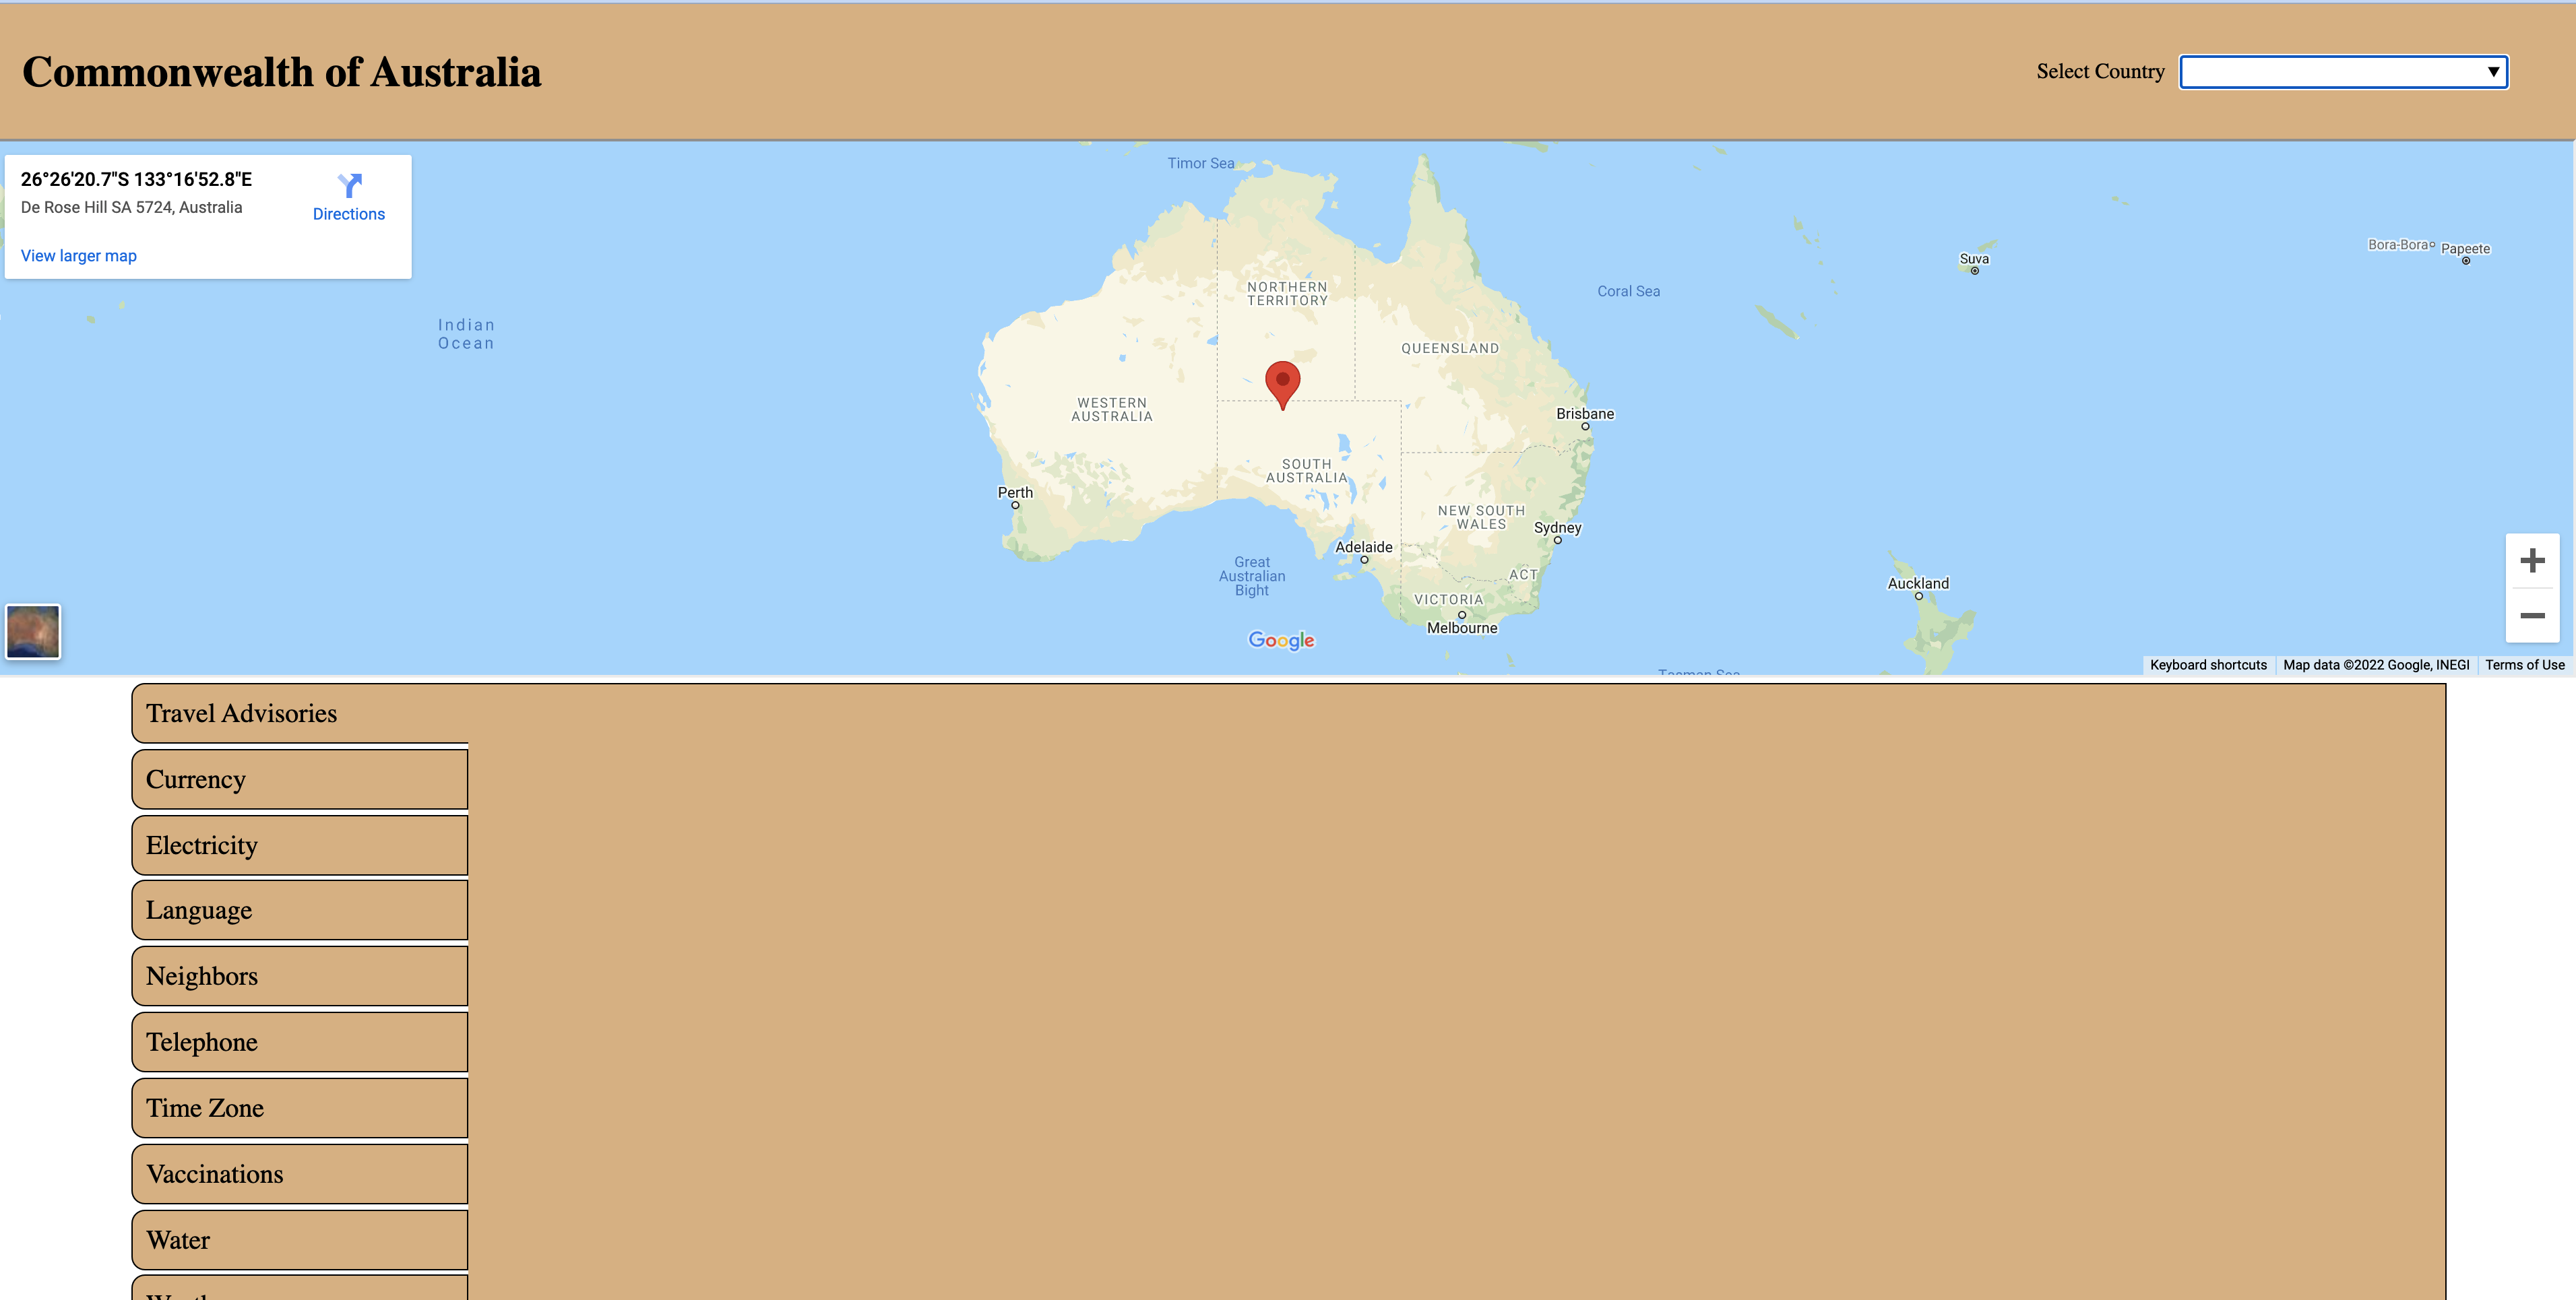 Commonwealth of Australia
Select Country
26°26'20.7"S 133°16'52.8"E
De Rose Hill SA 5724, Australia
Directions
View larger map
Timor Sea
Bora-Bora
Papeete
Suva
Coral Sea
NORTHERN
TERRITORY
Indian
Ocean
QUEENSLAND
WESTERN
AUSTRALIA
Brisbane
SOUTH
AUSTRALIA
Perth
NEW SOUTH
WALES
Sydney
Adelaide
Great
Australian
Bight
ACT
Auckland
VICTORIA
Melbourne
Google
Keyboard shortcuts
Map data ©2022 Google, INEGI
Terms of Use
Tasman Sea
Travel Advisories
Currency
Electricity
Language
Neighbors
Telephone
Time Zone
Vaccinations
Water